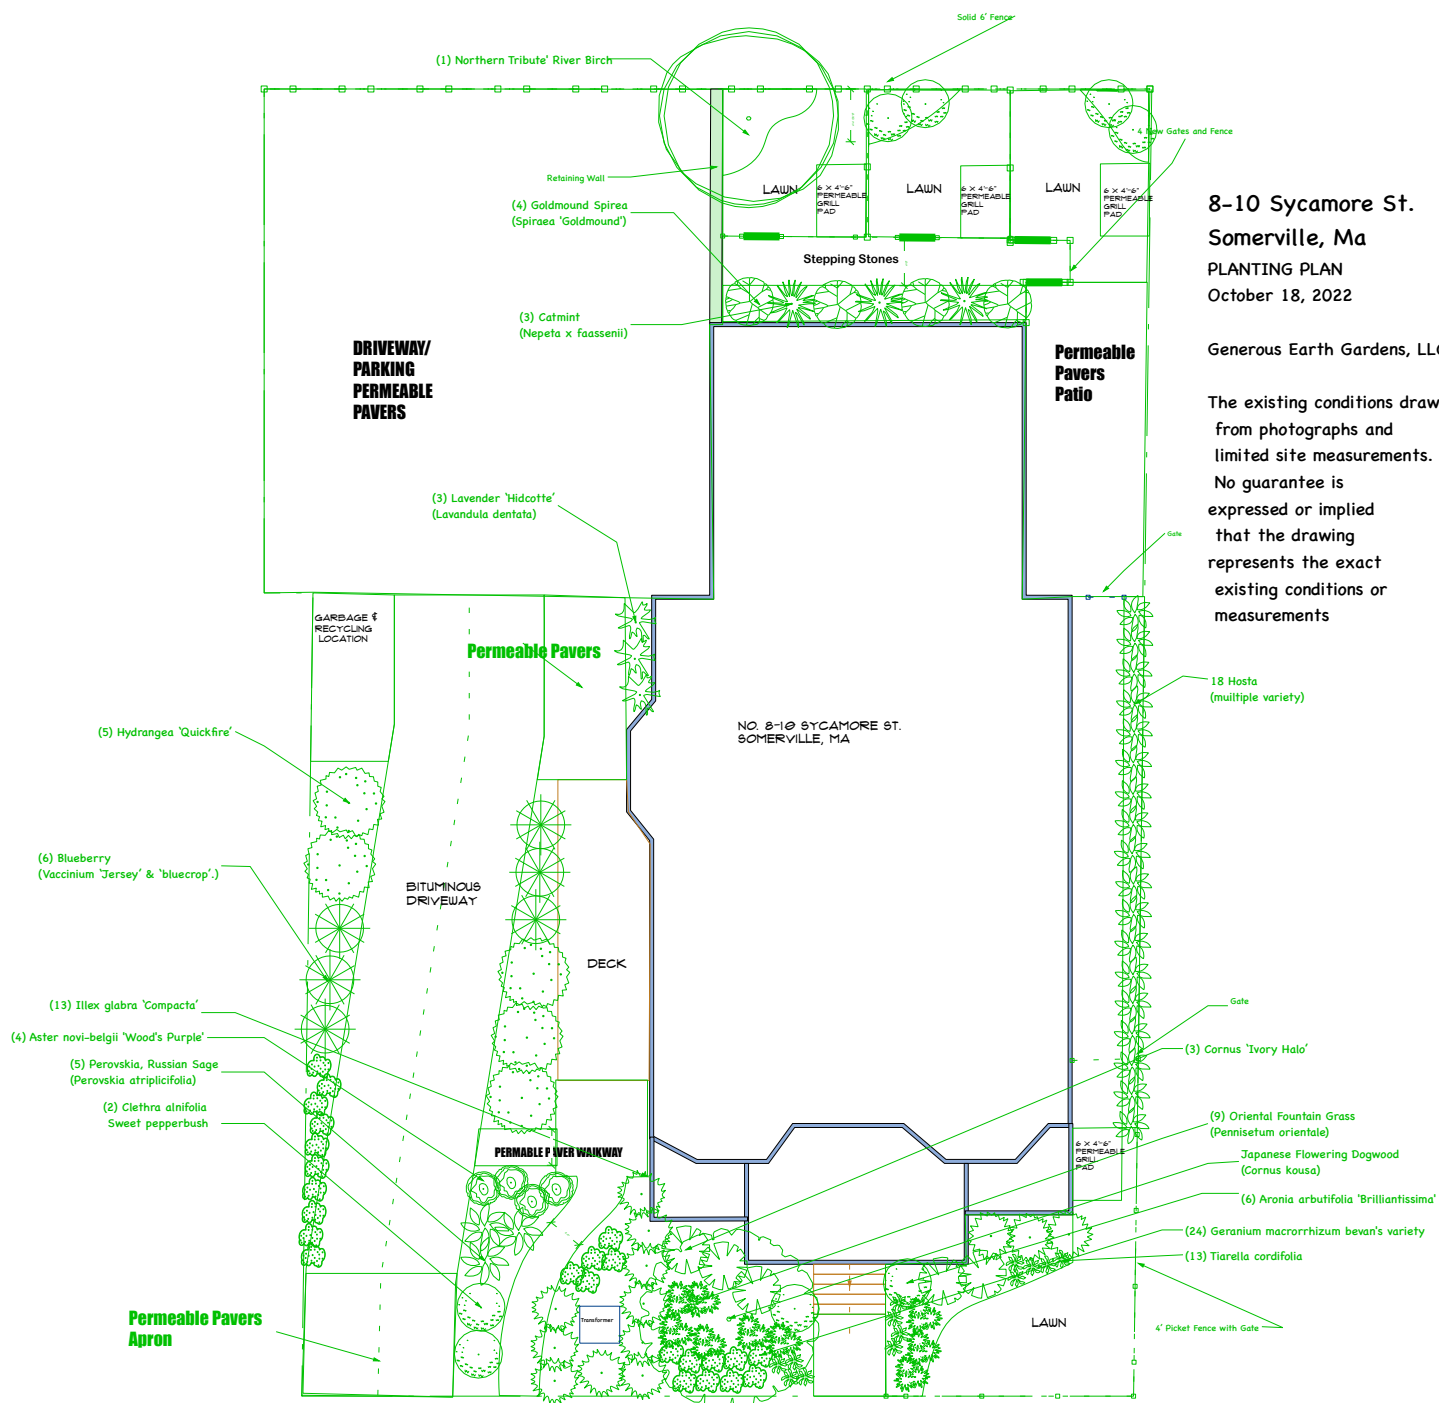 Solid 6' Fence
(1) Northern Tribute' River Birch
4 New Gates and Fence
Retaining Wall
LAWN
LAWN
LAWN
6 X 4'-6"
PERMEABLE
GRILL
PAD
6 X 4'-6"
PERMEABLE
GRILL
PAD
6 X 4'-6"
PERMEABLE
GRILL
PAD
(4) Goldmound Spirea
(Spiraea 'Goldmound')
8-10 Sycamore St.
Somerville, Ma
PLANTING PLAN
October 18, 2022
Generous Earth Gardens, LLC
The existing conditions draw
from photographs and
limited site measurements.
No guarantee is
expressed or implied
that the drawing
represents the exact
existing conditions or
measurements
Stepping Stones
(3) Catmint
(Nepeta x faassenii)
DRIVEWAY/
PARKING
PERMEABLE
PAVERS
Permeable
Pavers
Patio
(3) Lavender 'Hidcotte'
(Lavandula dentata)
Gate
GARBAGE &
RECYCLING
LOCATION
Permeable Pavers
18 Hosta
(muiltiple variety)
(5) Hydrangea 'Quickfire'
NO. 8-10 SYCAMORE ST.
SOMERVILLE, MA
(6) Blueberry
(Vaccinium 'Jersey' & 'bluecrop'.)
BITUMINOUS
DRIVEWAY
DECK
(13) Illex glabra 'Compacta'
(4) Aster novi-belgii 'Wood's Purple'
(5) Perovskia, Russian Sage
(Perovskia atriplicifolia)
(2) Clethra alnifolia
Sweet pepperbush
Gate
(3) Cornus 'Ivory Halo'
(9) Oriental Fountain Grass
(Pennisetum orientale)
PERMABLE PAVER WAIKWAY
6 X 4'-6"
PERMEABLE
GRILL
PAD
Japanese Flowering Dogwood
(Cornus kousa)
(6) Aronia arbutifolia 'Brilliantissima'
(24) Geranium macrorrhizum bevan's variety
(13) Tiarella cordifolia
Permeable Pavers
Apron
Transformer
LAWN
4' Picket Fence with Gate